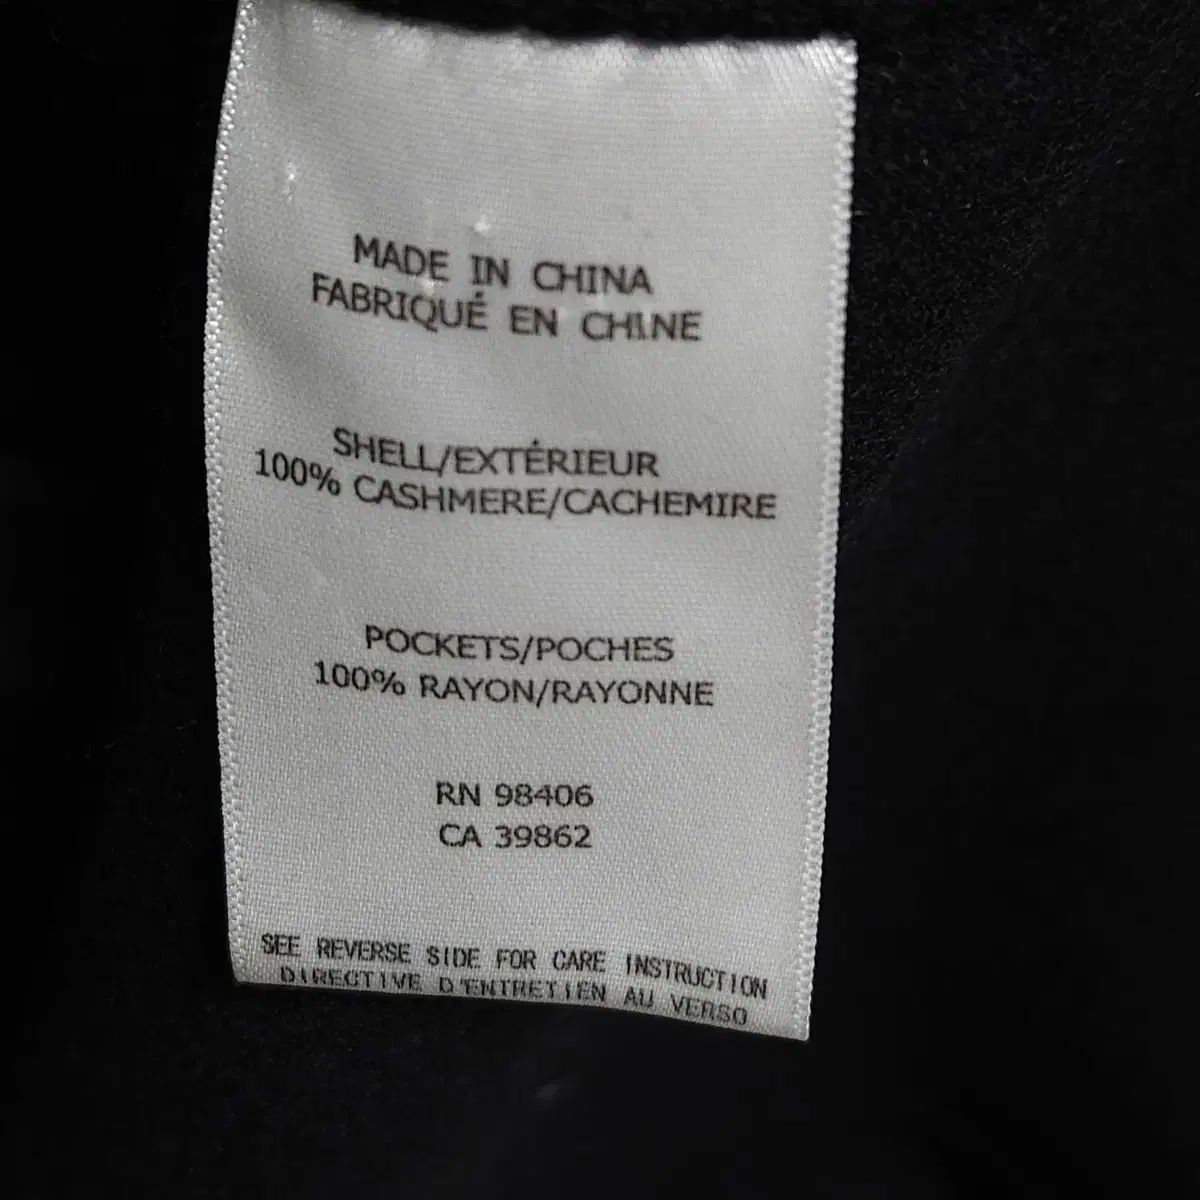 MADE IN CHINA
FABRIQUÉ EN CHINE
SHELL/EXTÉRIEUR
100% CASHMERE/CACHEMIRE
POCKETS/POCHES
100% RAYON/RAYONNE
RN 98406
CA 39862
SEE REVERSE SIDE FOR CARE INSTRUCTION
DIRECTIVE D'ENTRETIEN AU VERSO